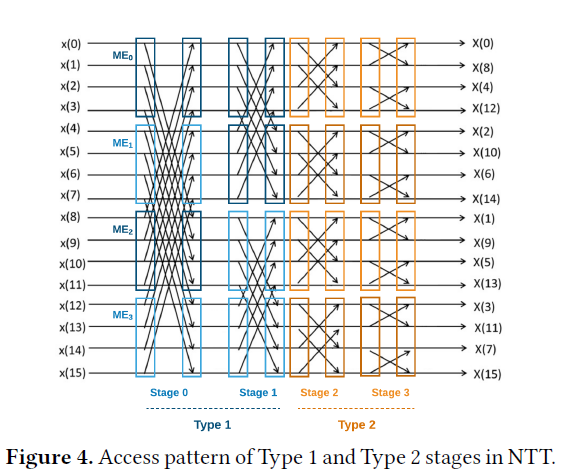 x(0) X(0)
ME0
x(1) X(8)
x(2) X(4)
x(3) X(12)
x(4) X(2)
ME1
x(5) X(10)
x(6) X(6)
x(7) X(14)
x(8) X(1)
ME2
x(9) X(9)
x(10) X(5)
x(11) X(13)
x(12) X(3)
ME3
x(13) X(11)
x(14) X(7)
x(15) X(15)
Stage 0 Stage 1 Stage 2 Stage 3
Type 1 Type 2
Figure 4. Access pattern of Type 1 and Type 2 stages in NTT.